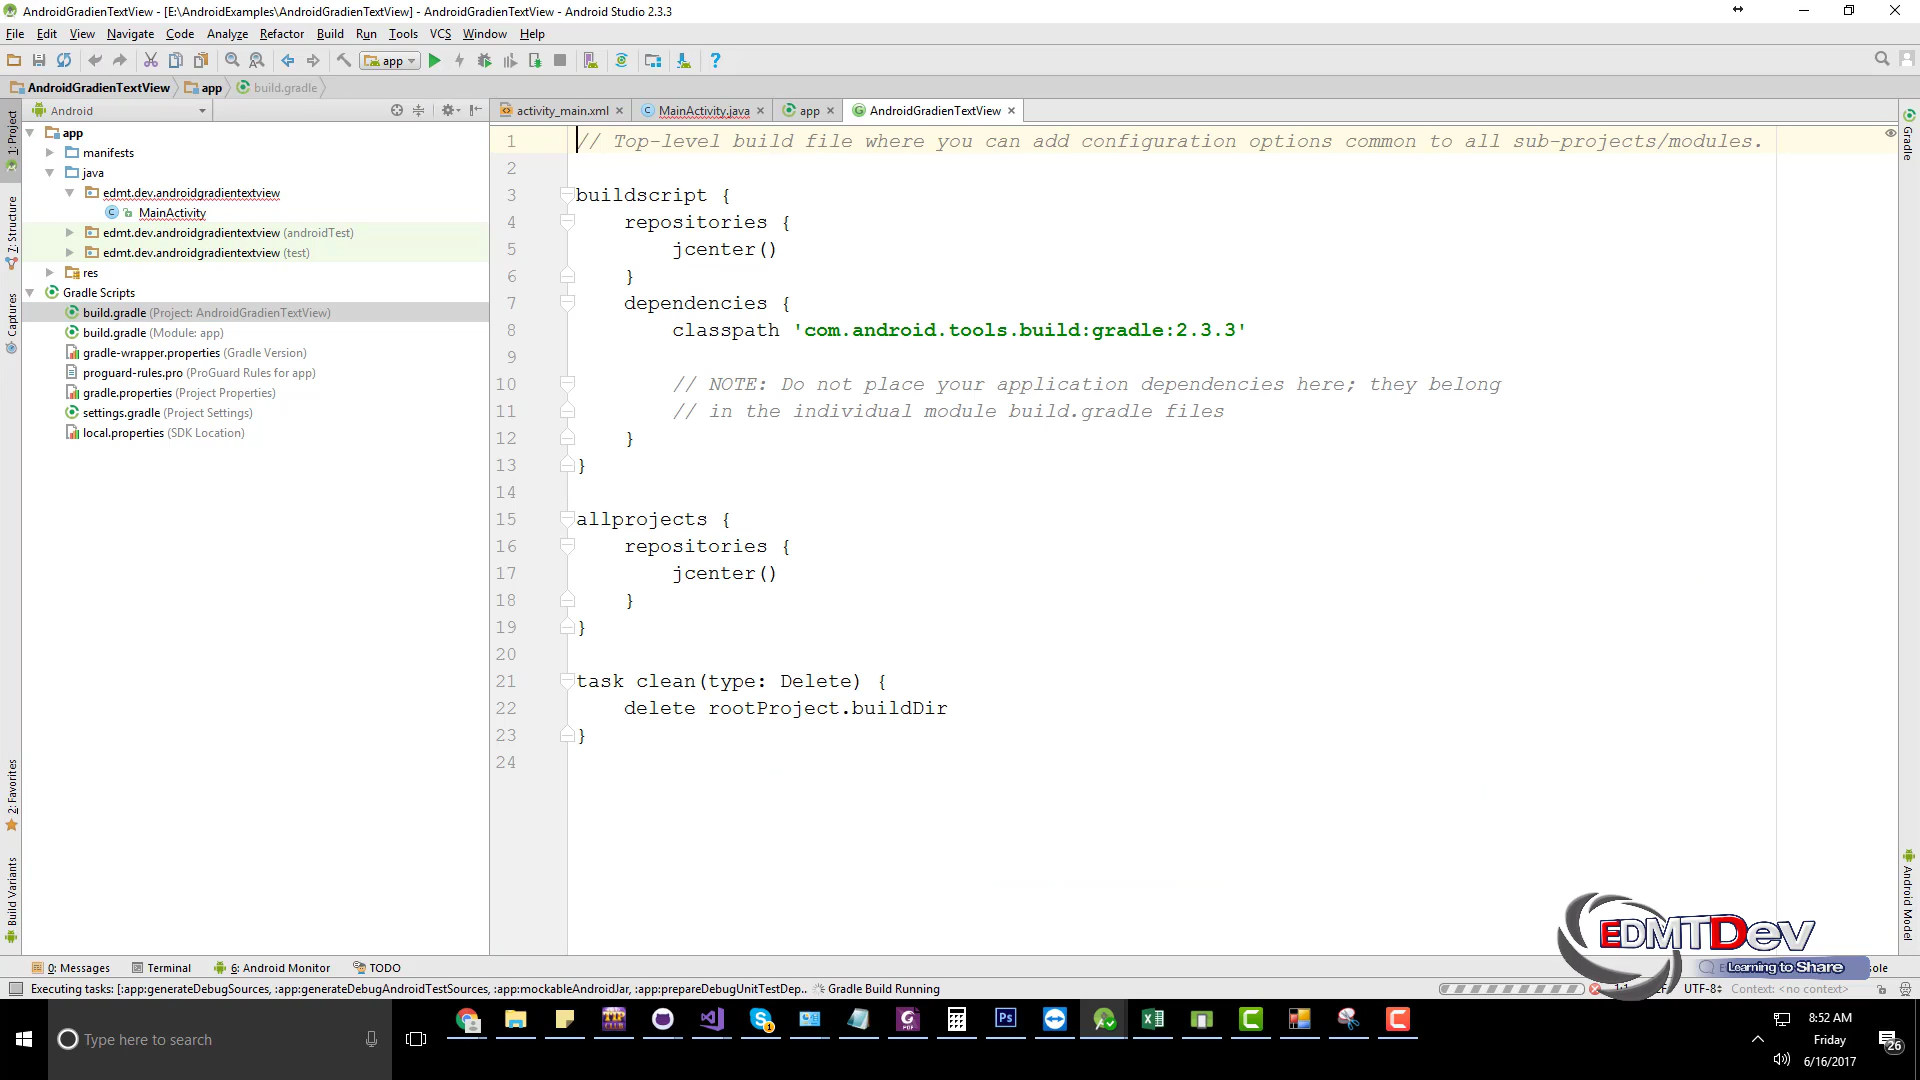 AndroidGradienTextView - [E:\AndroidExamples\AndroidGradienTextView] - AndroidGradienTextView - Android Studio 2.3.3
File Edit View Navigate Code Analyze Refactor Build Run Tools VCS Window Help
app
AndroidGradienTextView app build.gradle
Android
activity_main.xml MainActivity.java app AndroidGradienTextView
1: Project
7: Structure
Captures
2: Favorites
Build Variants
app
manifests
java
edmt.dev.androidgradientextview
MainActivity
edmt.dev.androidgradientextview (androidTest)
edmt.dev.androidgradientextview (test)
res
Gradle Scripts
build.gradle (Project: AndroidGradienTextView)
build.gradle (Module: app)
gradle-wrapper.properties (Gradle Version)
proguard-rules.pro (ProGuard Rules for app)
gradle.properties (Project Properties)
settings.gradle (Project Settings)
local.properties (SDK Location)
1 // Top-level build file where you can add configuration options common to all sub-projects/modules.
2
3 buildscript {
4 repositories {
5 jcenter()
6 }
7 dependencies {
8 classpath 'com.android.tools.build:gradle:2.3.3'
9
10 // NOTE: Do not place your application dependencies here; they belong
11 // in the individual module build.gradle files
12 }
13 }
14
15 allprojects {
16 repositories {
17 jcenter()
18 }
19 }
20
21 task clean(type: Delete) {
22 delete rootProject.buildDir
23 }
24
Gradle
Android Model
EDMTDev
Learning to Share
0: Messages Terminal 6: Android Monitor TODO
Executing tasks: [:app:generateDebugSources, :app:generateDebugAndroidTestSources, :app:mockableAndroidJar, :app:prepareDebugUnitTestDep.. Gradle Build Running
UTF-8 Context: <no context>
Type here to search
8:52 AM
Friday
6/16/2017
26